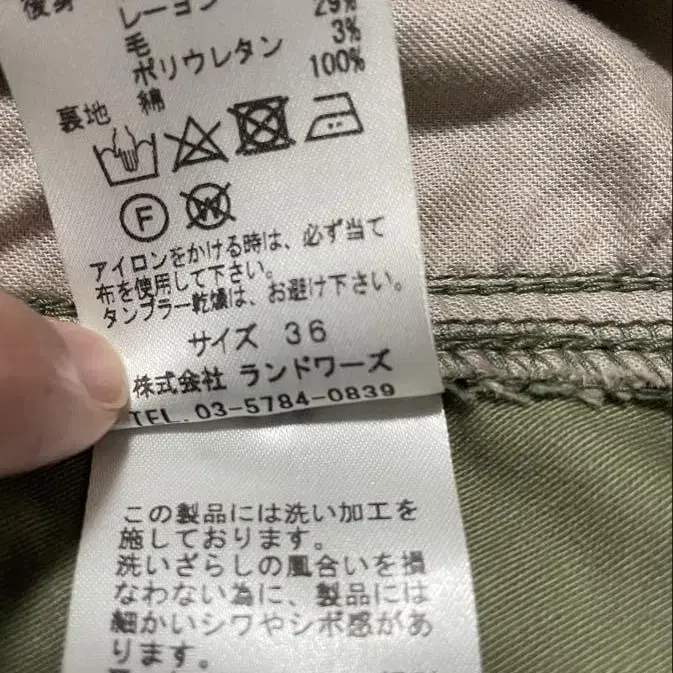 後身 レーヨン 29%
毛 3%
ポリウレタン 100%
裏地 綿
F W
アイロンをかける時は、必ず当て
布を使用して下さい。
タンブラー乾燥は、お避け下さい。
サイズ 36
株式会社 ランドワーズ
TEL.03-5784-0839
この製品には洗い加工を
施しております。
洗いざらしの風合いを損
なわない為に、製品には
細かいシワやシボ感があ
ります。